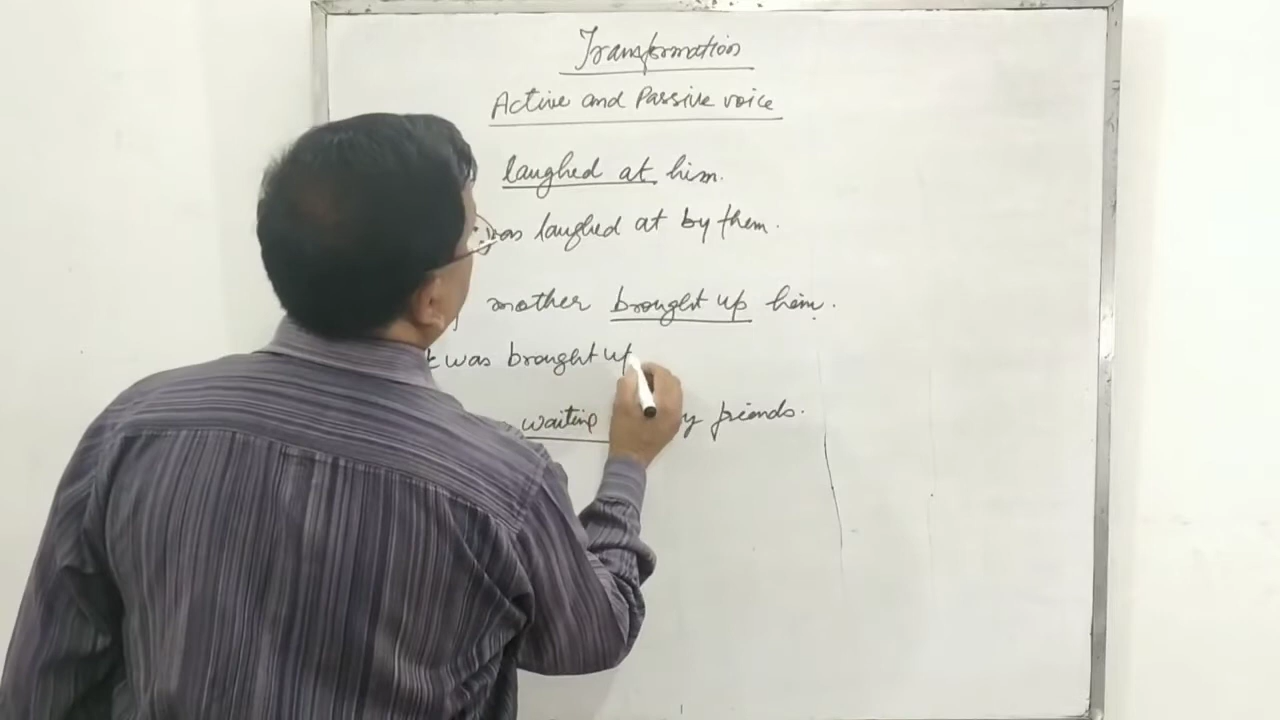 Transformation
Active and Passive voice
laughed at him.
was laughed at by them.
mother brought up him.
was brought up
waiting friends.